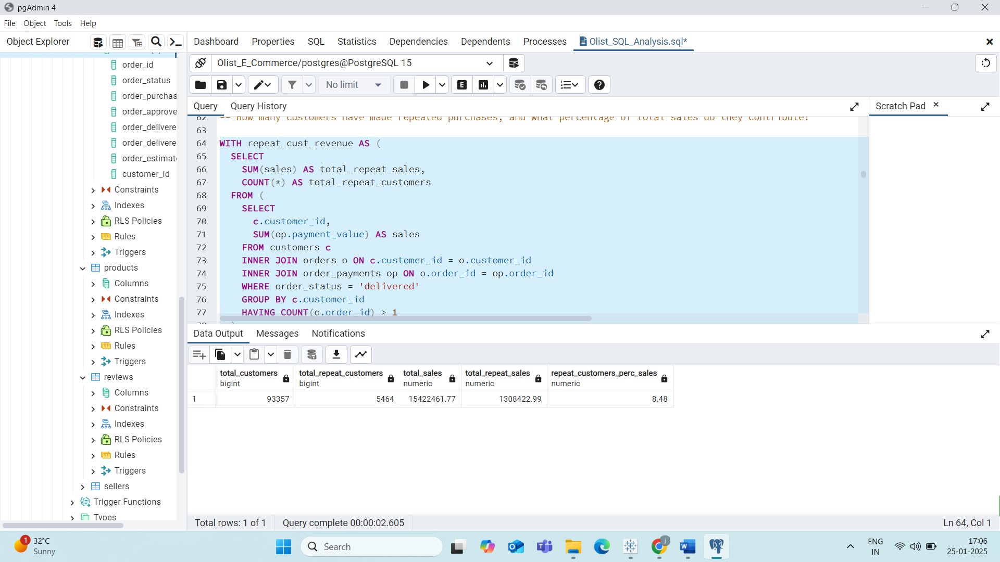 pgAdmin 4
File Object Tools Help
Object Explorer
Dashboard Properties SQL Statistics Dependencies Dependents Processes Olist_SQL_Analysis.sql*
Olist_E_Commerce/postgres@PostgreSQL 15
No limit
E
Query Query History
Scratch Pad
order_id
order_status
order_purchas
order_approve
order_delivere
order_delivere
order_estimat
customer_id
Constraints
Indexes
RLS Policies
Rules
Triggers
products
Columns
Constraints
Indexes
RLS Policies
Rules
Triggers
reviews
Columns
Constraints
Indexes
RLS Policies
Rules
Triggers
sellers
Trigger Functions
Types
62 -- How many customers have made repeated purchases, and what percentage of total sales do they contribute?
63
64 WITH repeat_cust_revenue AS (
65 SELECT
66 SUM(sales) AS total_repeat_sales,
67 COUNT(*) AS total_repeat_customers
68 FROM (
69 SELECT
70 c.customer_id,
71 SUM(op.payment_value) AS sales
72 FROM customers c
73 INNER JOIN orders o ON c.customer_id = o.customer_id
74 INNER JOIN order_payments op ON o.order_id = op.order_id
75 WHERE order_status = 'delivered'
76 GROUP BY c.customer_id
77 HAVING COUNT(o.order_id) > 1
Data Output Messages Notifications
total_customers total_repeat_customers total_sales total_repeat_sales repeat_customers_perc_sales
bigint bigint numeric numeric numeric
1 93357 5464 15422461.77 1308422.99 8.48
Total rows: 1 of 1 Query complete 00:00:02.605 Ln 64, Col 1
1 32°C
Sunny
Search
ENG
IN
17:06
25-01-2025